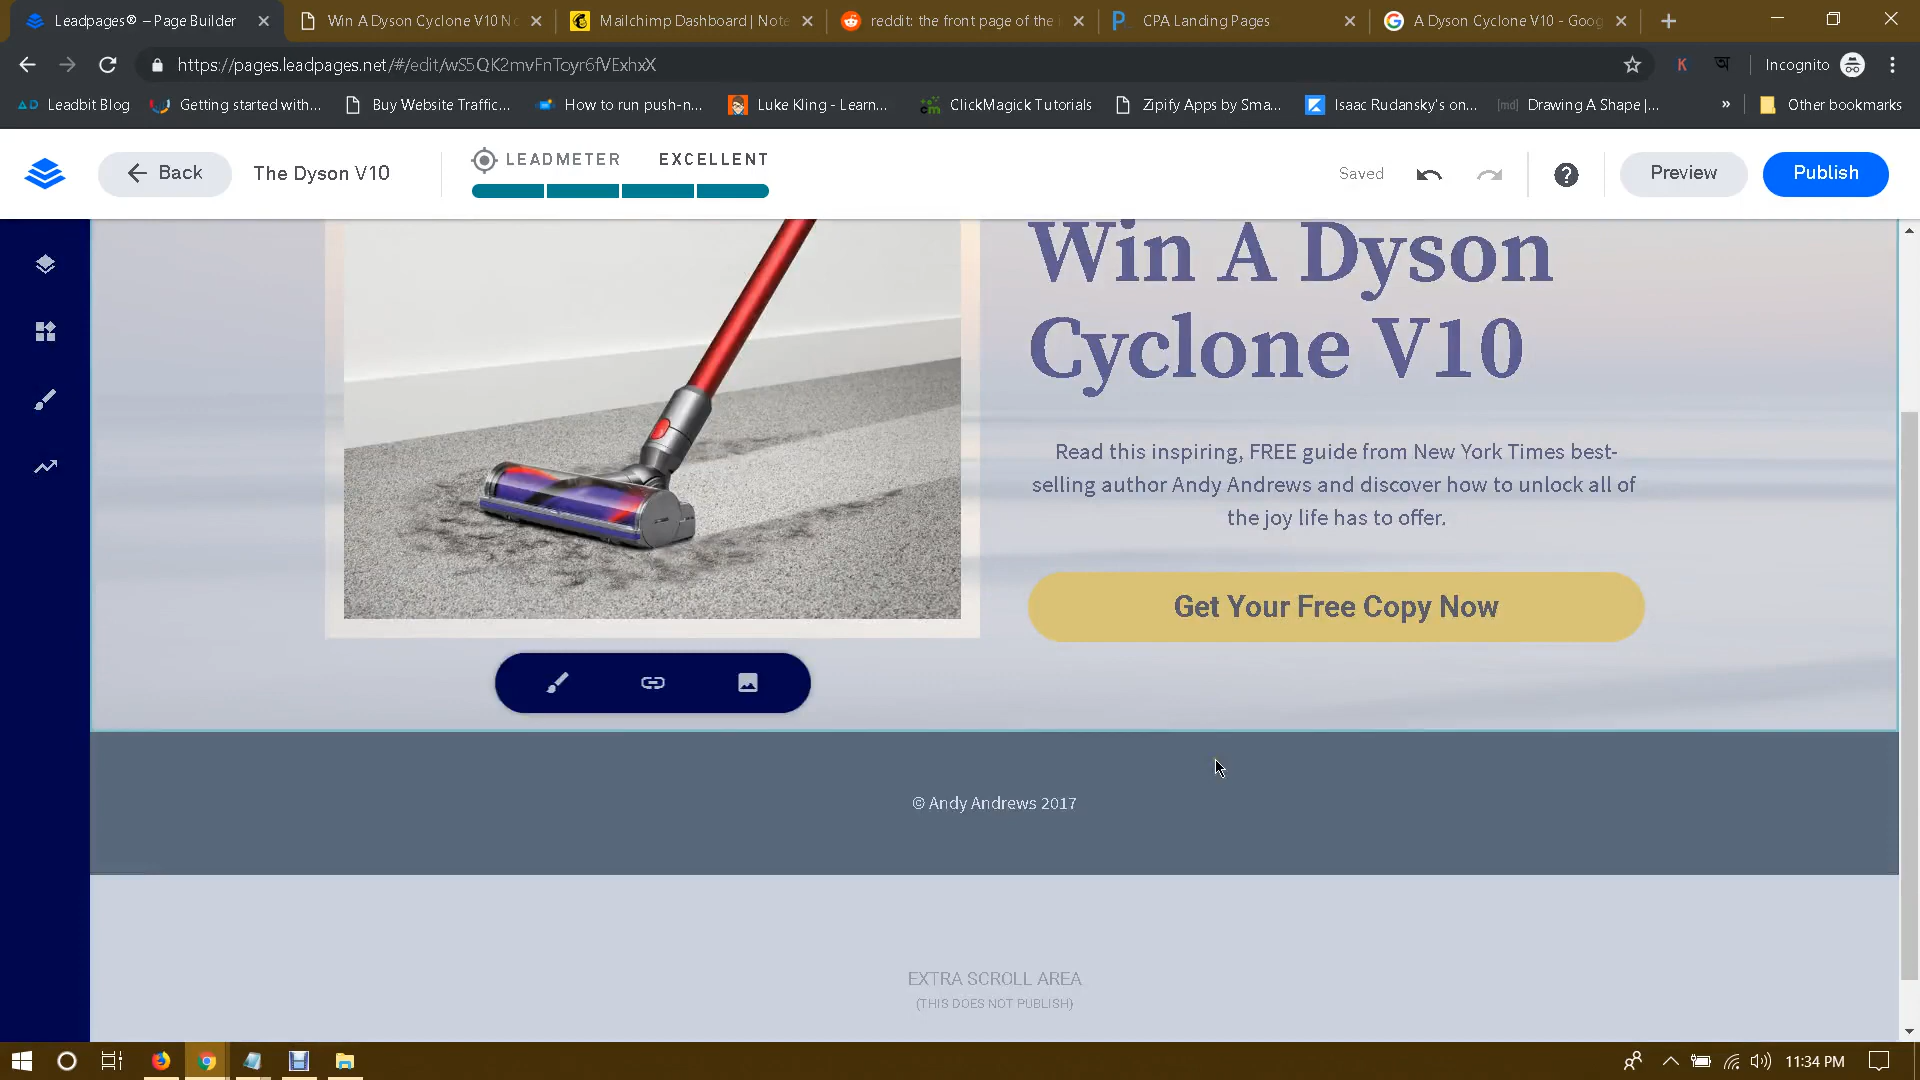 Leadpages® – Page Builder
Win A Dyson Cyclone V10 N
Mailchimp Dashboard | Note
reddit: the front page of the
CPA Landing Pages
A Dyson Cyclone V10 - Goog
https://pages.leadpages.net/#/edit/wS5QK2mvFnToyr6fVExhxX
K
অ
Incognito
Leadbit Blog
Getting started with...
Buy Website Traffic...
How to run push-n...
Luke Kling - Learn...
ClickMagick Tutorials
Zipify Apps by Sma...
Isaac Rudansky's on...
[md] Drawing A Shape |...
»
Other bookmarks
Back
The Dyson V10
LEADMETER
EXCELLENT
Saved
Preview
Publish
Win A Dyson
Cyclone V10
Read this inspiring, FREE guide from New York Times best-
selling author Andy Andrews and discover how to unlock all of
the joy life has to offer.
Get Your Free Copy Now
© Andy Andrews 2017
EXTRA SCROLL AREA
(THIS DOES NOT PUBLISH)
11:34 PM